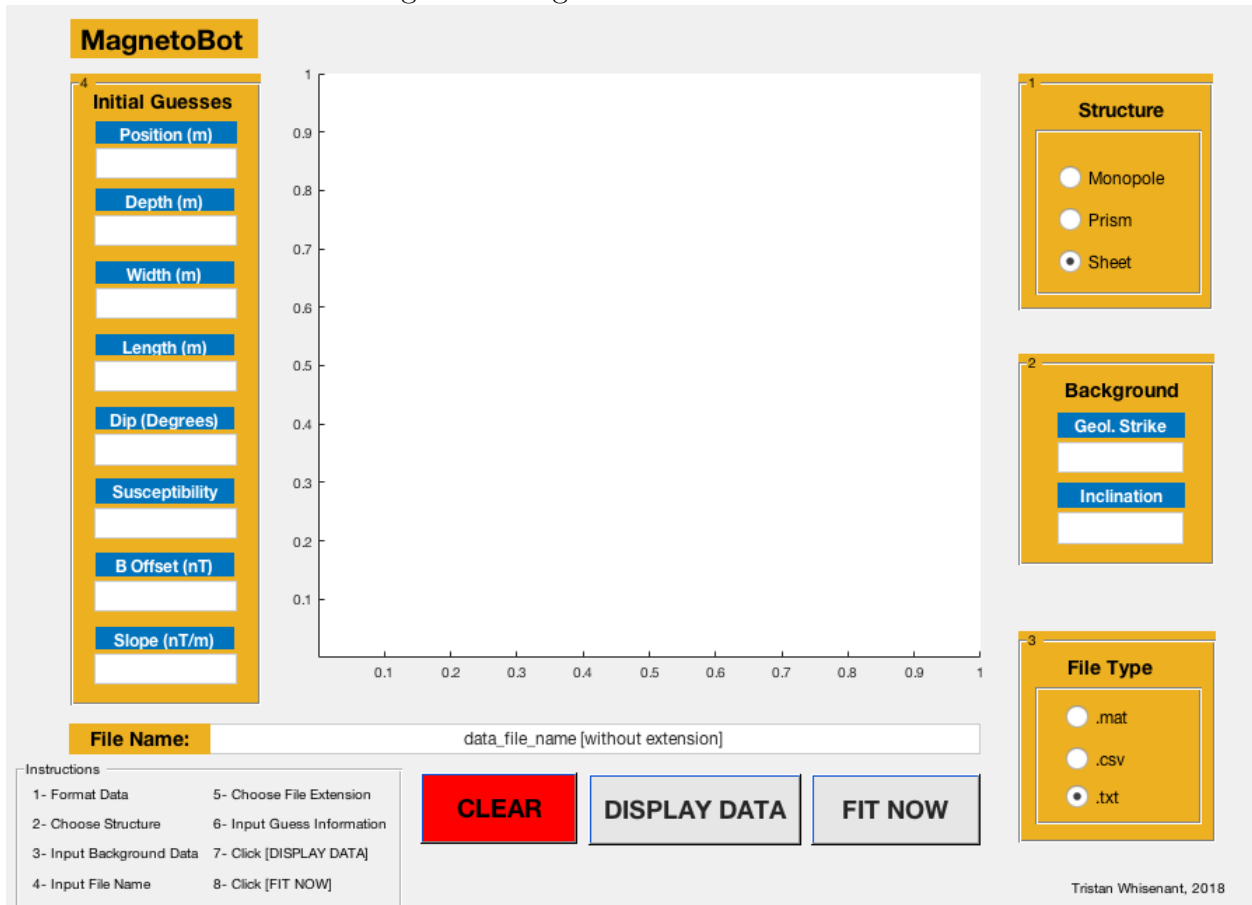 MagnetoBot
4
Initial Guesses
Position (m)
Depth (m)
Width (m)
Length (m)
Dip (Degrees)
Susceptibility
B Offset (nT)
Slope (nT/m)
1
0.9
0.8
0.7
0.6
0.5
0.4
0.3
0.2
0.1
0.1 0.2 0.3 0.4 0.5 0.6 0.7 0.8 0.9 1
1
Structure
Monopole
Prism
Sheet
2
Background
Geol. Strike
Inclination
3
File Type
.mat
.csv
.txt
File Name: data_file_name [without extension]
Instructions
1- Format Data 5- Choose File Extension
2- Choose Structure 6- Input Guess Information
3- Input Background Data 7- Click [DISPLAY DATA]
4- Input File Name 8- Click [FIT NOW]
CLEAR DISPLAY DATA FIT NOW
Tristan Whisenant, 2018